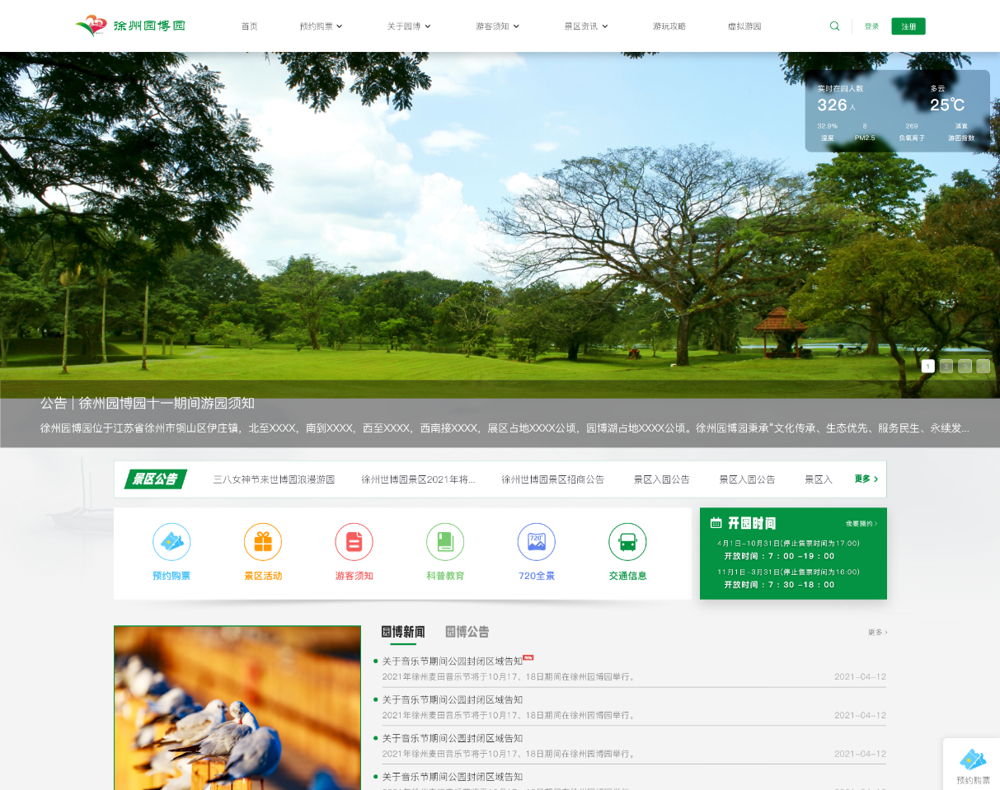 徐州园博园
首页
预约购票
关于园博
游客须知
景区资讯
游玩攻略
虚拟游园
登录
注册
实时在园人数
多云
326人
25℃
32.9%
8
269
适宜
湿度
PM2.5
负氧离子
游园指数
1
2
3
公告 | 徐州园博园十一期间游园须知
徐州园博园位于江苏省徐州市铜山区伊庄镇，北至XXXX，南到XXXX，西至XXXX，西南接XXXX，展区占地XXXX公顷，园博湖占地XXXX公顷。徐州园博园秉承“文化传承、生态优先、服务民生、永续发...
景区公告
三八女神节来世博园浪漫游园
徐州世博园景区2021年将...
徐州世博园景区招商公告
景区入园公告
景区入园公告
景区入
更多 >
预约购票
景区活动
游客须知
科普教育
720°
720全景
交通信息
开园时间
我要预约 >
4月1日-10月31日(停止售票时间为17:00)
开放时间：7：00 -19：00
11月1日-3月31日(停止售票时间为16:00)
开放时间：7：30 -18：00
园博新闻
园博公告
更多 >
关于音乐节期间公园封闭区域告知 NEW
2021年徐州麦田音乐节将于10月17、18日期间在徐州园博园举行。
2021-04-12
关于音乐节期间公园封闭区域告知
2021年徐州麦田音乐节将于10月17、18日期间在徐州园博园举行。
2021-04-12
关于音乐节期间公园封闭区域告知
2021年徐州麦田音乐节将于10月17、18日期间在徐州园博园举行。
2021-04-12
关于音乐节期间公园封闭区域告知
预约购票